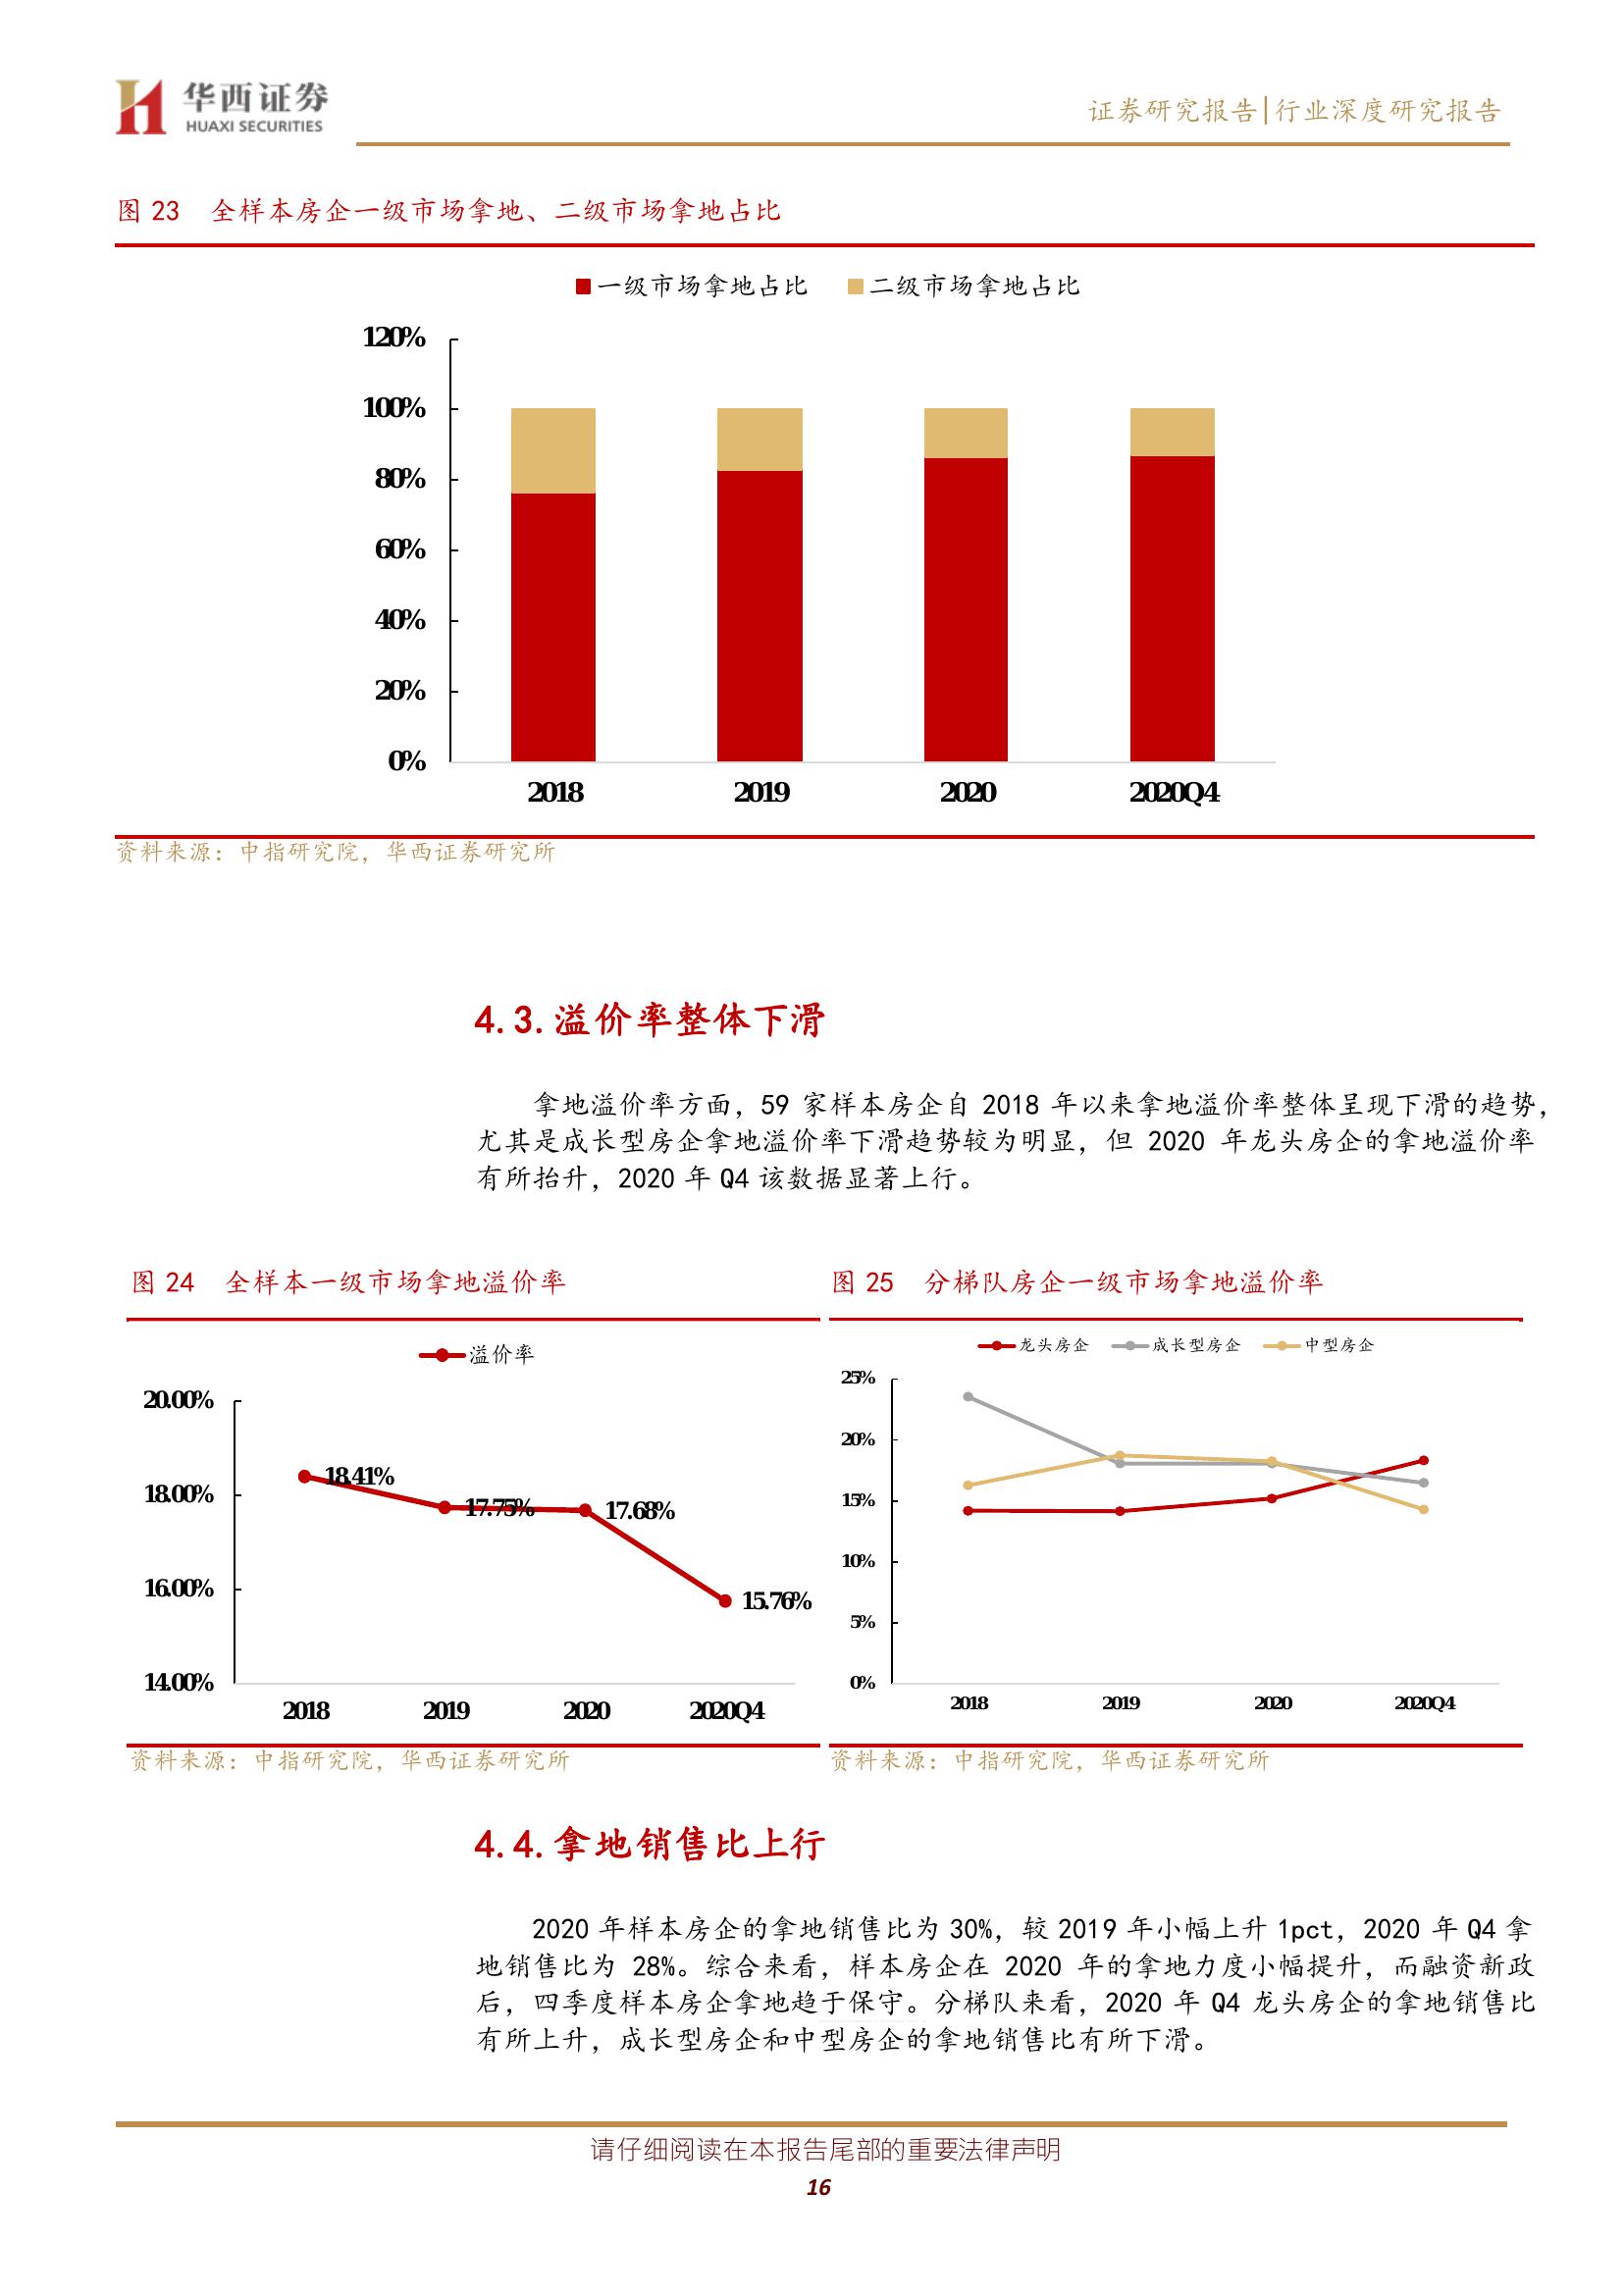 华西证券
HUAXI SECURITIES
证券研究报告|行业深度研究报告
图 23 全样本房企一级市场拿地、二级市场拿地占比
一级市场拿地占比 二级市场拿地占比
120%
100%
80%
60%
40%
20%
0%
2018 2019 2020 2020Q4
资料来源：中指研究院，华西证券研究所
4.3.溢价率整体下滑
拿地溢价率方面，59 家样本房企自 2018 年以来拿地溢价率整体呈现下滑的趋势，
尤其是成长型房企拿地溢价率下滑趋势较为明显，但 2020 年龙头房企的拿地溢价率
有所抬升，2020 年 Q4 该数据显著上行。
图 24 全样本一级市场拿地溢价率
溢价率
20.00%
18.00%
16.00%
14.00%
18.41%
17.75%
17.68%
15.76%
2018 2019 2020 2020Q4
资料来源：中指研究院，华西证券研究所
图 25 分梯队房企一级市场拿地溢价率
龙头房企 成长型房企 中型房企
25%
20%
15%
10%
5%
0%
2018 2019 2020 2020Q4
资料来源：中指研究院，华西证券研究所
4.4.拿地销售比上行
2020 年样本房企的拿地销售比为 30%，较 2019 年小幅上升 1pct，2020 年 Q4 拿
地销售比为 28%。综合来看，样本房企在 2020 年的拿地力度小幅提升，而融资新政
后，四季度样本房企拿地趋于保守。分梯队来看，2020 年 Q4 龙头房企的拿地销售比
有所上升，成长型房企和中型房企的拿地销售比有所下滑。
请仔细阅读在本报告尾部的重要法律声明
16